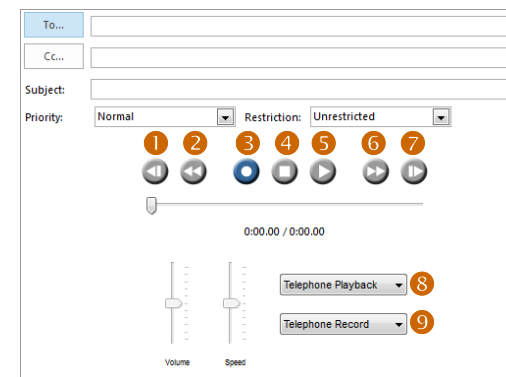 To...
Cc...
Subject:
Priority: Normal Restriction: Unrestricted
1 2 3 4 5 6 7
0:00.00 / 0:00.00
Telephone Playback 8
Telephone Record 9
Volume Speed